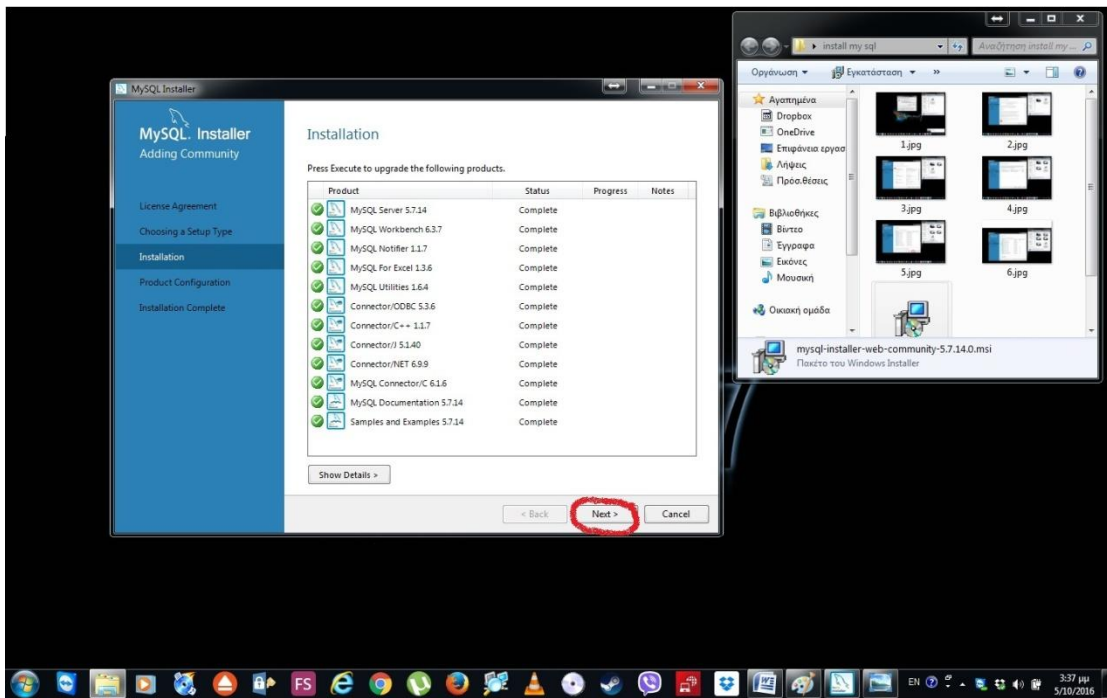 MySQL Installer
MySQL. Installer
Adding Community
License Agreement
Choosing a Setup Type
Installation
Product Configuration
Installation Complete
Installation
Press Execute to upgrade the following products.
Product Status Progress Notes
MySQL Server 5.7.14 Complete
MySQL Workbench 6.3.7 Complete
MySQL Notifier 1.1.7 Complete
MySQL For Excel 1.3.6 Complete
MySQL Utilities 1.6.4 Complete
Connector/ODBC 5.3.6 Complete
Connector/C++ 1.1.7 Complete
Connector/J 5.1.40 Complete
Connector/NET 6.9.9 Complete
MySQL Connector/C 6.1.6 Complete
MySQL Documentation 5.7.14 Complete
Samples and Examples 5.7.14 Complete
Show Details >
< Back Next > Cancel
install my sql
Αναζήτηση install my ...
Οργάνωση Εγκατάσταση »
Αγαπημένα
Dropbox
OneDrive
Επιφάνεια εργασ
Λήψεις
Πρόσ.θέσεις
Βιβλιοθήκες
Βίντεο
Έγγραφα
Εικόνες
Μουσική
Οικιακή ομάδα
1.jpg 2.jpg
3.jpg 4.jpg
5.jpg 6.jpg
mysql-installer-web-community-5.7.14.0.msi
Πακέτο του Windows Installer
FS
EN
3:37 μμ
5/10/2016